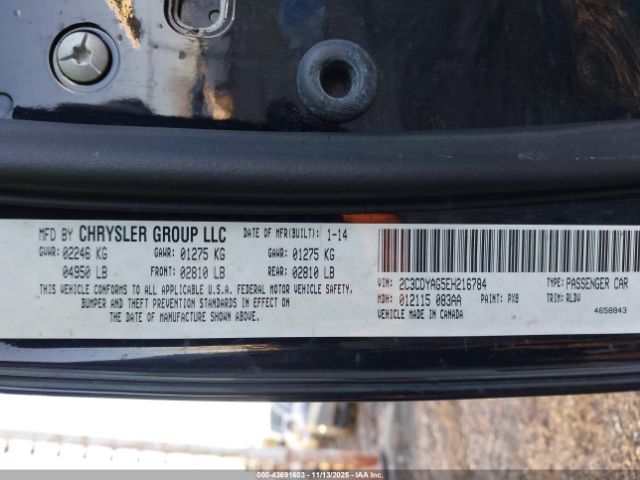 MFD BY CHRYSLER GROUP LLC DATE OF MFR(BUILT): 1-14
GVWR: 02246 KG GAWR: 01275 KG GAWR: 01275 KG
04950 LB FRONT: 02810 LB REAR: 02810 LB
THIS VEHICLE CONFORMS TO ALL APPLICABLE U.S.A.
FEDERAL MOTOR VEHICLE SAFETY,
BUMPER AND THEFT PREVENTION STANDARDS IN EFFECT ON
THE DATE OF MANUFACTURE SHOWN ABOVE.
VIN: 2C3CDYAG5EH216784 TYPE: PASSENGER CAR
MDH: 012115 083AA PAINT: PX8 TRIM: RLDV
VEHICLE MADE IN CANADA 4658843
000-43691603 - 11/13/2025 - IAAI.COM